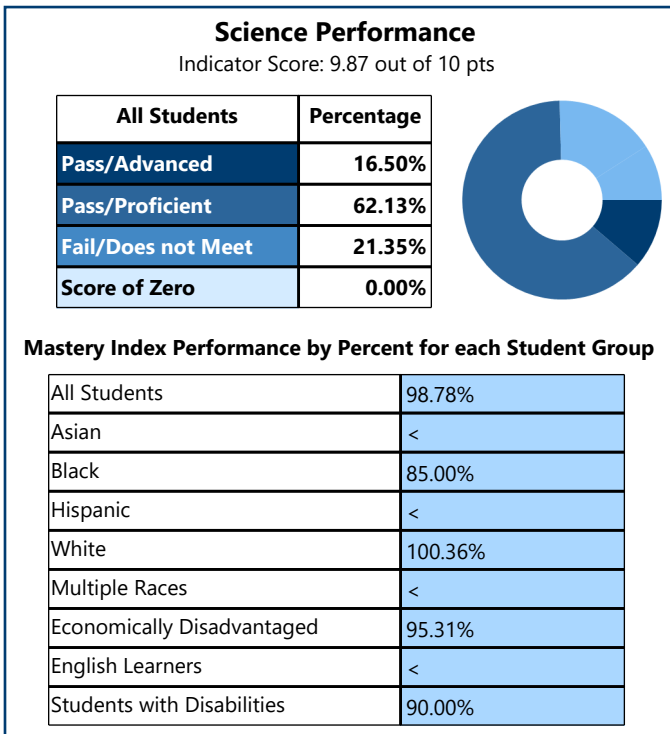 Science Performance
Indicator Score: 9.87 out of 10 pts
All Students Percentage
Pass/Advanced 16.50%
Pass/Proficient 62.13%
Fail/Does not Meet 21.35%
Score of Zero 0.00%
Mastery Index Performance by Percent for each Student Group
All Students 98.78%
Asian <
Black 85.00%
Hispanic <
White 100.36%
Multiple Races <
Economically Disadvantaged 95.31%
English Learners <
Students with Disabilities 90.00%